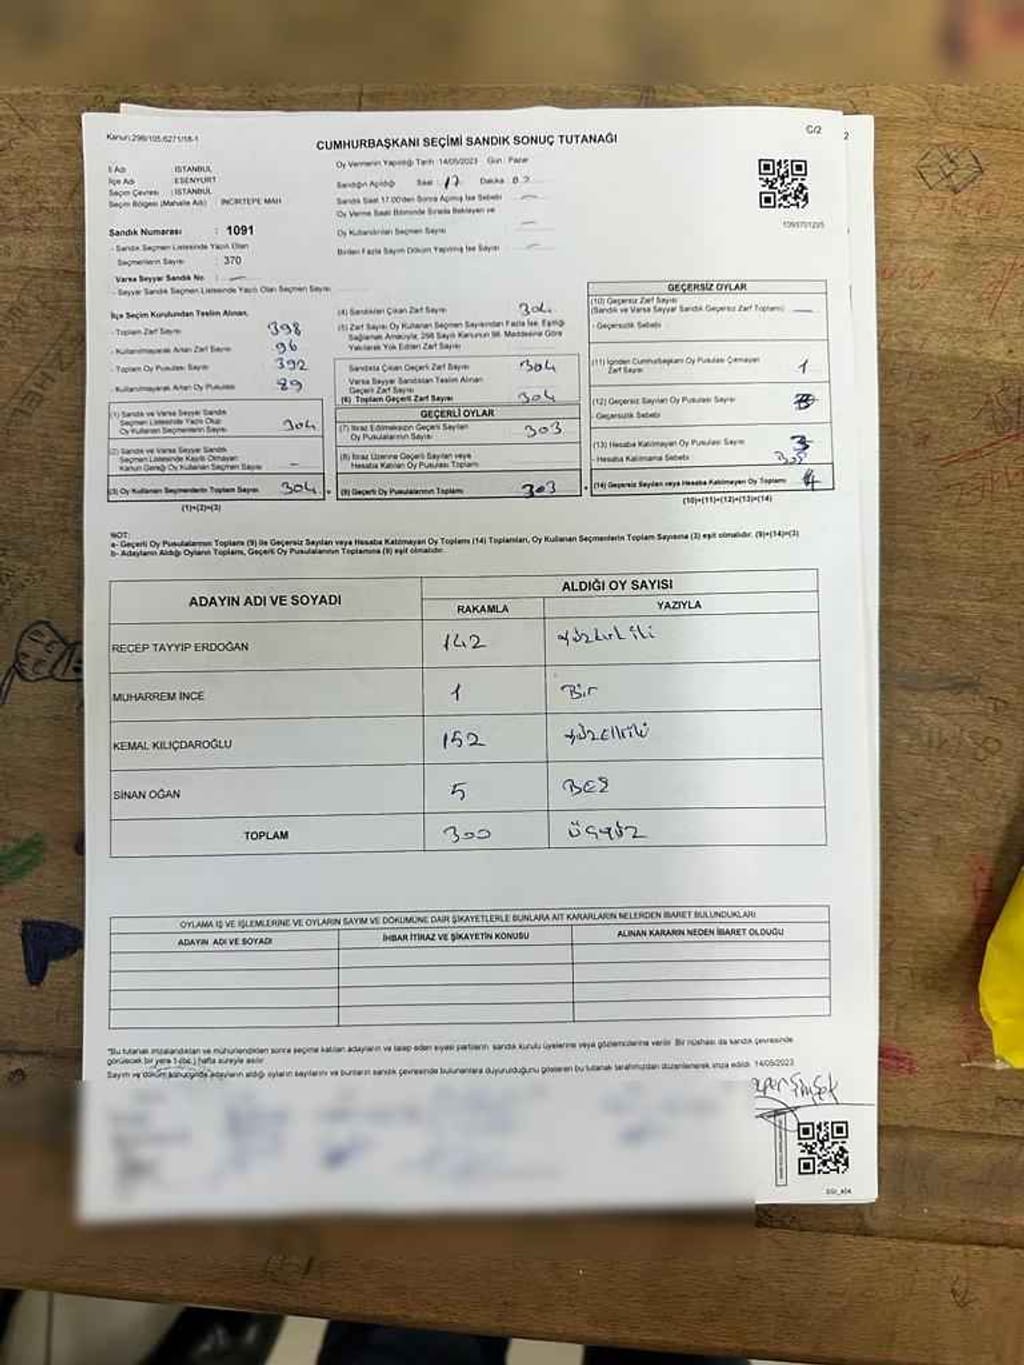 Kanun:298/105-6271/18-1
C/2
2
CUMHURBAŞKANI SEÇİMİ SANDIK SONUÇ TUTANAĞI
İl Adı : İSTANBUL
İlçe Adı : ESENYURT
Seçim Çevresi : İSTANBUL
Seçim Bölgesi (Mahalle Adı) : İNCİRTEPE MAH.
Sandık Numarası : 1091
- Sandık Seçmen Listesinde Yazılı Olan
Seçmenlerin Sayısı : 370
Varsa Seyyar Sandık No : —
- Seyyar Sandık Seçmen Listesinde Yazılı Olan Seçmen Sayısı :
Oy Vermenin Yapıldığı Tarih :14/05/2023 Gün : Pazar
Sandığın Açıldığı Saat : 17 Dakika :
Sandık Saat 17.00'den Sonra Açılmış İse Sebebi : —
Oy Verme Saat Bitiminde Sırada Bekleyen ve
Oy Kullandırılan Seçmen Sayısı : —
Birden Fazla Sayım Döküm Yapılmış İse Sayısı : —
İlçe Seçim Kurulundan Teslim Alınan,
- Toplam Zarf Sayısı : 398
- Kullanılmayarak Artan Zarf Sayısı : 96
- Toplam Oy Pusulası Sayısı : 392
- Kullanılmayarak Artan Oy Pusulası : 89
(1) Sandık ve Varsa Seyyar Sandık
Seçmen Listesinde Yazılı Olup
Oy Kullanan Seçmenlerin Sayısı : 304
(2) Sandık ve Varsa Seyyar Sandık
Seçmen Listesinde Kayıtlı Olmayan
Kanun Gereği Oy Kullanan Seçmen Sayısı : —
(3) Oy Kullanan Seçmenlerin Toplam Sayısı : 304
(1)+(2)=(3)
(4) Sandıktan Çıkan Zarf Sayısı : 304
(5) Zarf Sayısı Oy Kullanan Seçmen Sayısından Fazla İse, Eşitliği
Sağlamak Amacıyla, 298 Sayılı Kanunun 98. Maddesine Göre
Yakılarak Yok Edilen Zarf Sayısı :
Sandıkta Çıkan Geçerli Zarf Sayısı : 304
Varsa Seyyar Sandıktan Teslim Alınan
Geçerli Zarf Sayısı :
(6) Toplam Geçerli Zarf Sayısı : 304
GEÇERLİ OYLAR
(7) İtiraz Edilmeksizin Geçerli Sayılan
Oy Pusulasının Sayısı : 303
(8) İtiraz Üzerine Geçerli Sayılan veya
Hesaba Katılan Oy Pusulası Toplamı :
(9) Geçerli Oy Pusulalarının Toplamı : 303
GEÇERSİZ OYLAR
(10) Geçersiz Zarf Sayısı
(Sandık ve Varsa Seyyar Sandık Geçersiz Zarf Toplamı) : —
- Geçersizlik Sebebi :
(11) İçinden Cumhurbaşkanı Oy Pusulası Çıkmayan
Zarf Sayısı : 1
(12) Geçersiz Sayılan Oy Pusulası Sayısı :
- Geçersizlik Sebebi :
(13) Hesaba Katılmayan Oy Pusulası Sayısı : 3
- Hesaba Katılmama Sebebi : Boş
(14) Geçersiz Sayılan veya Hesaba Katılmayan Oy Toplamı : 4
(10)+(11)+(12)+(13)=(14)
NOT:
a- Geçerli Oy Pusulaları Toplamı (9) ile Geçersiz Sayılan veya Hesaba Katılmayan Oy Toplamı (14) Toplamları, Oy Kullanan Seçmenlerin Toplam Sayısına (3) eşit olmalıdır. (9)+(14)=(3)
b- Adayların Aldığı Oyların Toplamı, Geçerli Oy Pusulalarının Toplamına (9) eşit olmalıdır.
ADAYIN ADI VE SOYADI
ALDIĞI OY SAYISI
RAKAMLA YAZIYLA
RECEP TAYYİP ERDOĞAN 142 yüzkırkiki
MUHARREM İNCE 1 Bir
KEMAL KILIÇDAROĞLU 152 yüzelliiki
SİNAN OĞAN 5 BEŞ
TOPLAM 300 ÜÇYÜZ
OYLAMA İŞ VE İŞLEMLERİNE VE OYLARIN SAYIM VE DÖKÜMÜNE DAİR ŞİKAYETLERLE BUNLARA AİT KARARLARIN NELERDEN İBARET BULUNDUKLARI
ADAYIN ADI VE SOYADI İHBAR İTİRAZ VE ŞİKAYETİN KONUSU ALINAN KARARIN NEDEN İBARET OLDUĞU
*Bu tutanak imzalandıktan ve mühürlendikten sonra seçime katılan adayların ve talep eden siyasi partilerin sandık kurulu üyelerine veya gözlemcilerine verilir. Bir nüshası da sandık çevresinde
görülecek bir yere 1 (bir) hafta süreyle asılır.
Sayım ve döküm sonucunda adayların aldığı oyların sayılarını ve bunların sandık çevresinde bulunanlara duyurulduğunu gösteren bu tutanak tarafımızdan düzenlenerek imza edildi. 14/05/2023